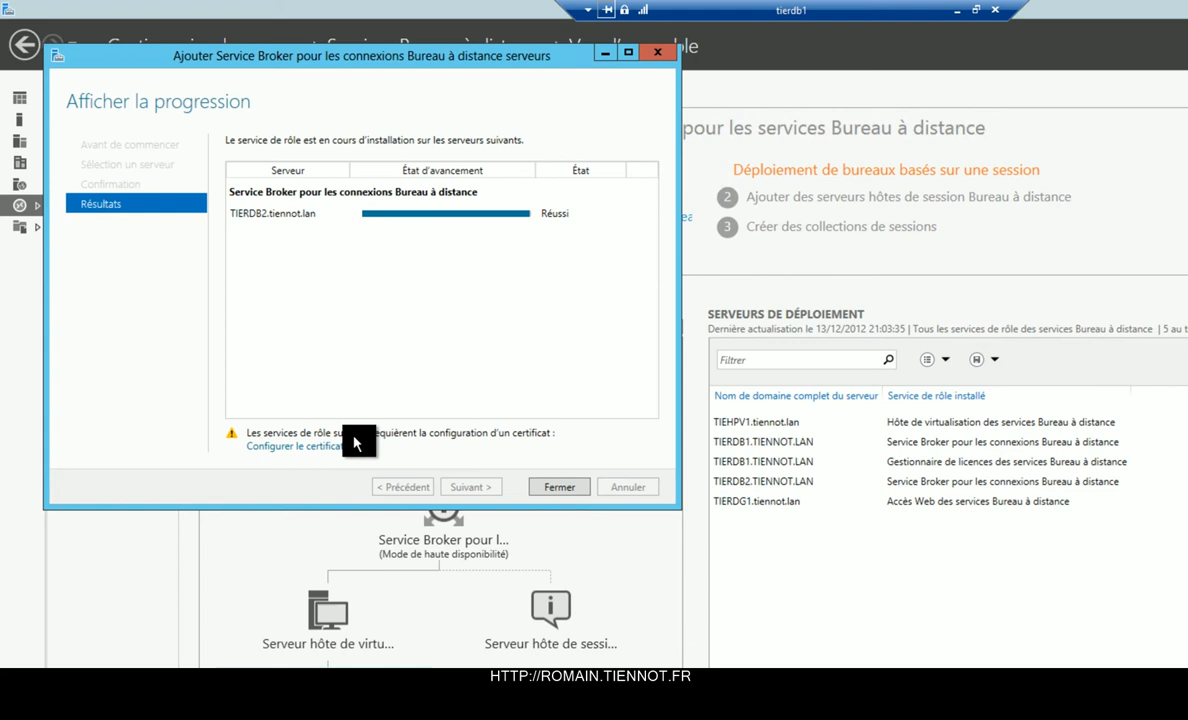 tierdb1
Ajouter Service Broker pour les connexions Bureau à distance serveurs
Afficher la progression
Avant de commencer
Sélection un serveur
Confirmation
Résultats
Le service de rôle est en cours d'installation sur les serveurs suivants.
Serveur État d'avancement État
Service Broker pour les connexions Bureau à distance
TIERDB2.tiennot.lan Réussi
Les services de rôle requièrent la configuration d'un certificat :
Configurer le certificat
< Précédent Suivant > Fermer Annuler
pour les services Bureau à distance
Déploiement de bureaux basés sur une session
2 Ajouter des serveurs hôtes de session Bureau à distance
3 Créer des collections de sessions
SERVEURS DE DÉPLOIEMENT
Dernière actualisation le 13/12/2012 21:03:35 | Tous les services de rôle des services Bureau à distance | 5 au t
Filtrer
Nom de domaine complet du serveur Service de rôle installé
TIEHPV1.tiennot.lan Hôte de virtualisation des services Bureau à distance
TIERDB1.TIENNOT.LAN Service Broker pour les connexions Bureau à distance
TIERDB1.TIENNOT.LAN Gestionnaire de licences des services Bureau à distance
TIERDB2.TIENNOT.LAN Service Broker pour les connexions Bureau à distance
TIERDG1.tiennot.lan Accès Web des services Bureau à distance
Service Broker pour l...
(Mode de haute disponibilité)
Serveur hôte de virtu...
Serveur hôte de sessi...
HTTP://ROMAIN.TIENNOT.FR